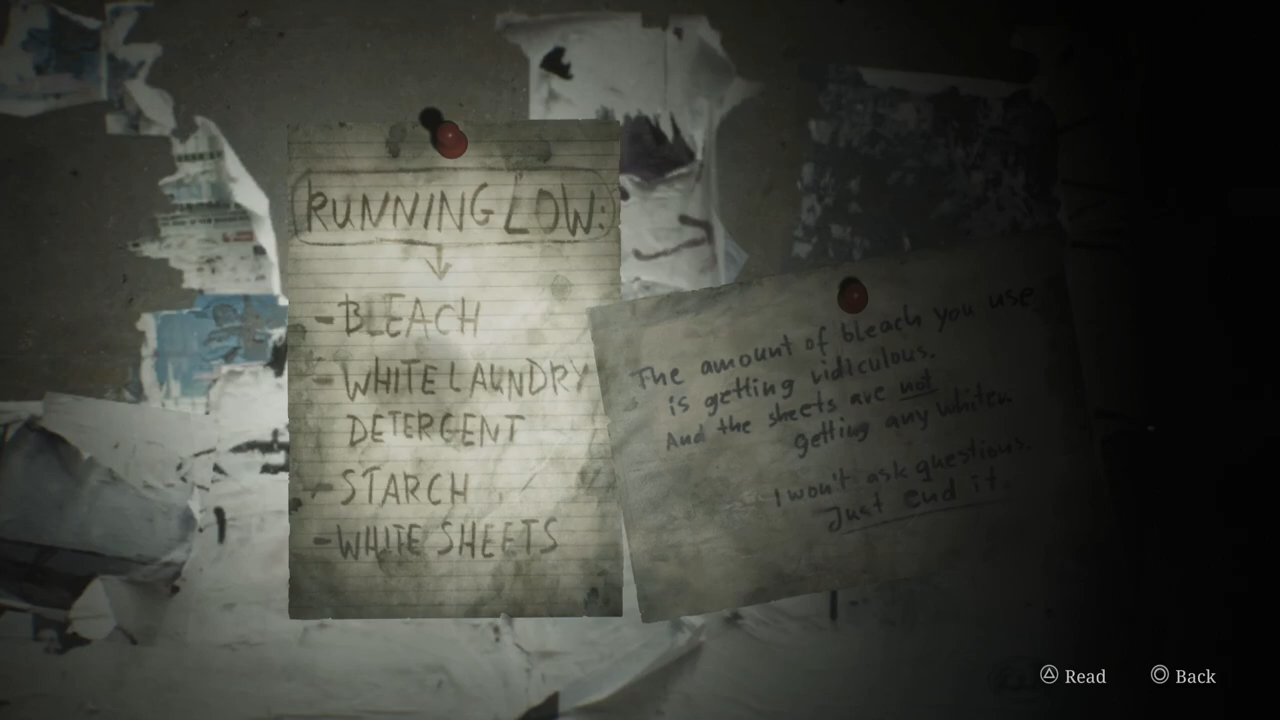 RUNNING LOW:
- BLEACH
- WHITE LAUNDRY
DETERGENT
- STARCH
- WHITE SHEETS
The amount of bleach you use
is getting ridiculous.
And the sheets are not
getting any whiter.
I won't ask questions.
Just end it.
Read
Back